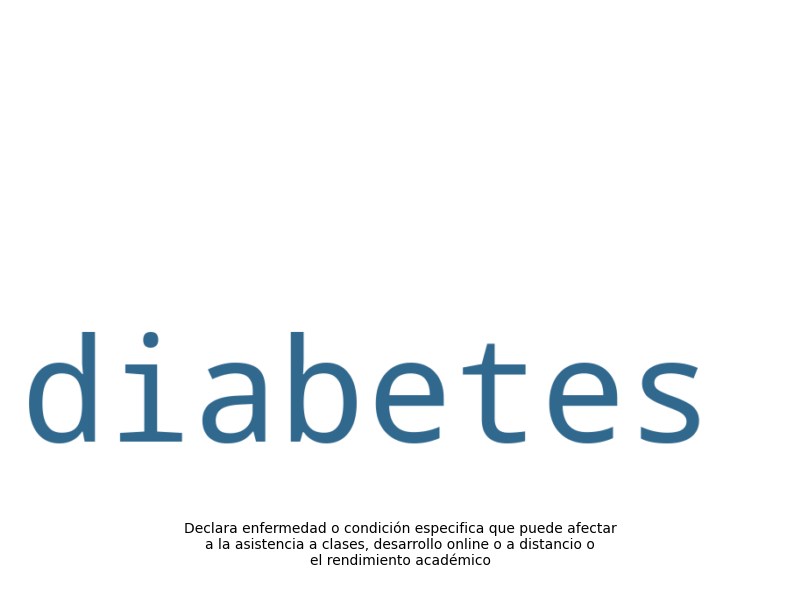 diabetes
Declara enfermedad o condición especifica que puede afectar
a la asistencia a clases, desarrollo online o a distancio o
el rendimiento académico